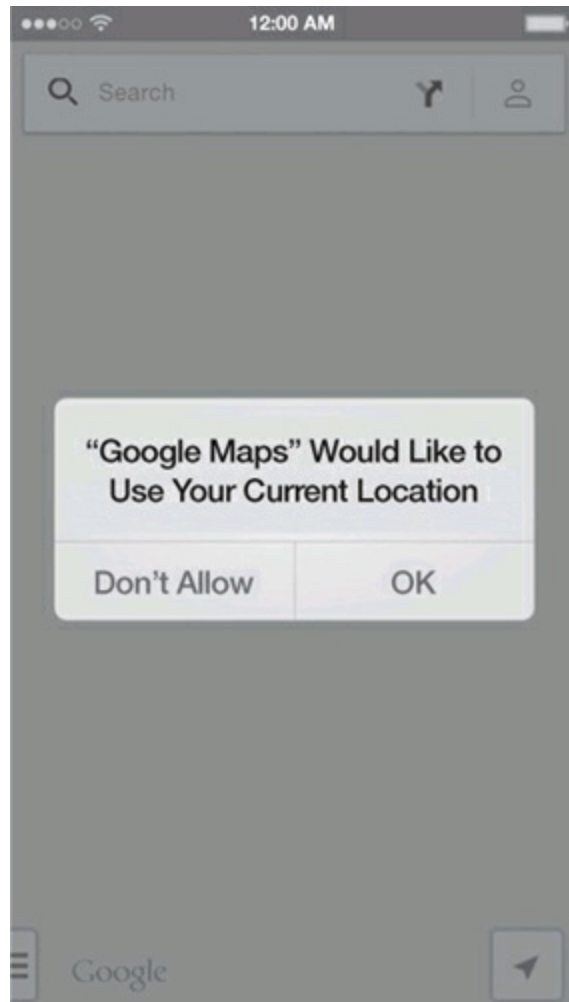 12:00 AM
Search
“Google Maps” Would Like to
Use Your Current Location
Don’t Allow
OK
Google